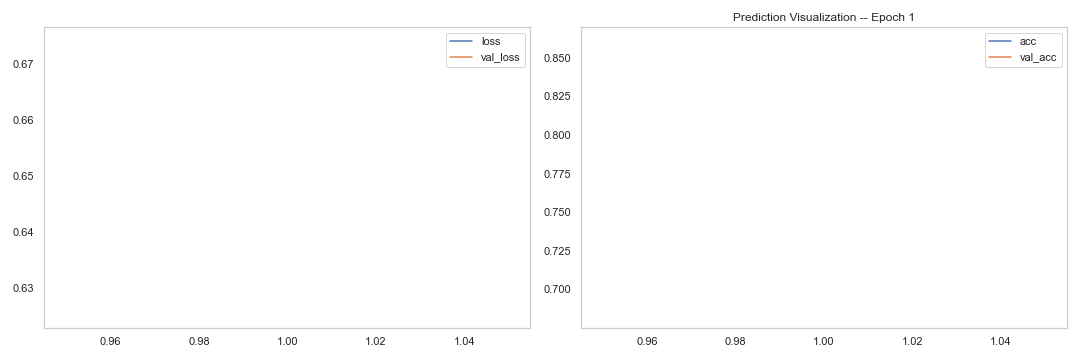 Prediction Visualization -- Epoch 1
loss
val_loss
0.67
0.66
0.65
0.64
0.63
0.96 0.98 1.00 1.02 1.04
acc
val_acc
0.850
0.825
0.800
0.775
0.750
0.725
0.700
0.96 0.98 1.00 1.02 1.04